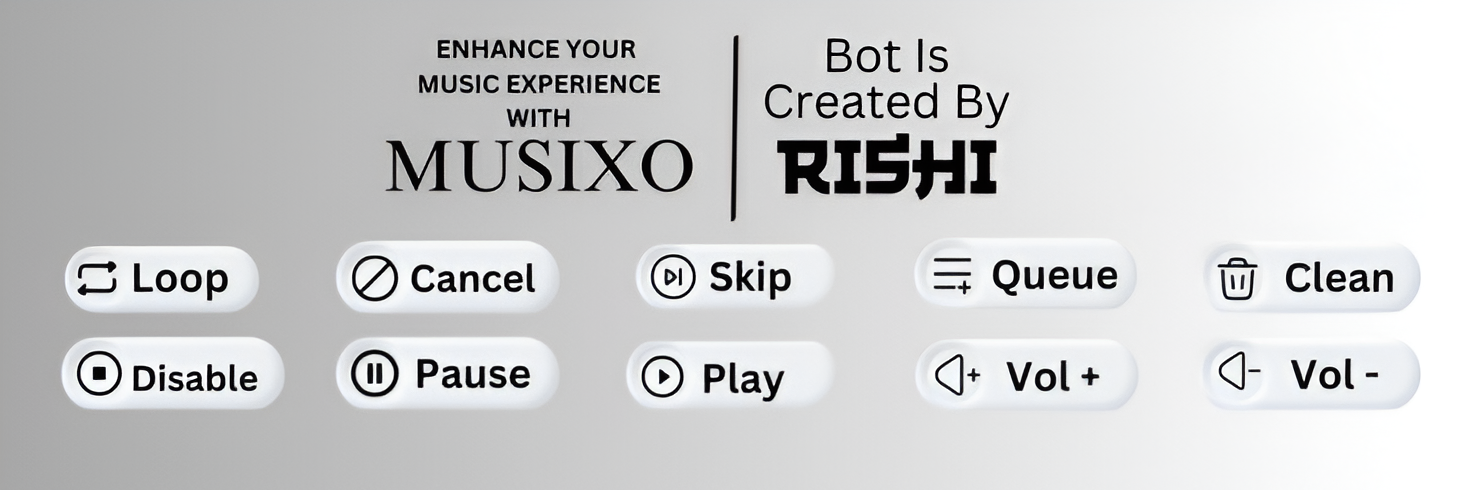 ENHANCE YOUR
MUSIC EXPERIENCE
WITH
MUSIXO
Bot Is
Created By
RISHI
Loop
Cancel
Skip
Queue
Clean
Disable
Pause
Play
Vol +
Vol -